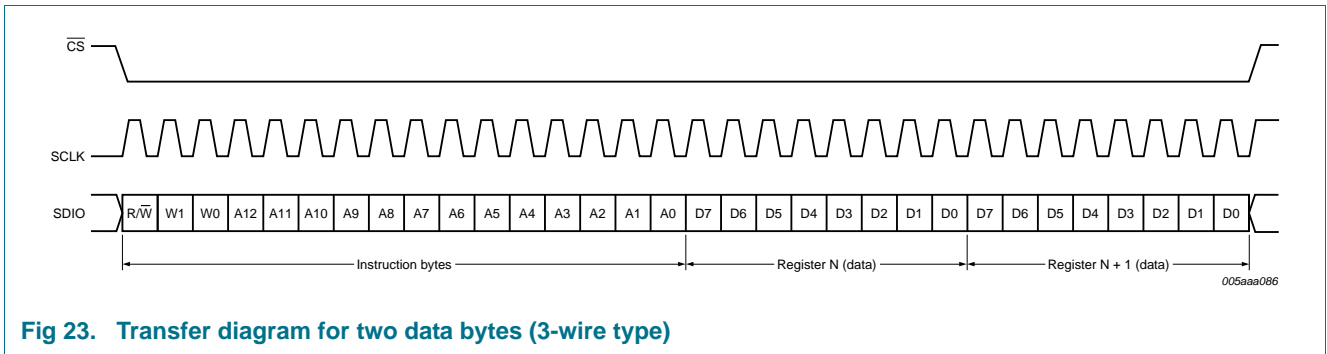 CS
SCLK
SDIO R/W W1 W0 A12 A11 A10 A9 A8 A7 A6 A5 A4 A3 A2 A1 A0 D7 D6 D5 D4 D3 D2 D1 D0 D7 D6 D5 D4 D3 D2 D1 D0
Instruction bytes Register N (data) Register N + 1 (data)
005aaa086
Fig 23. Transfer diagram for two data bytes (3-wire type)